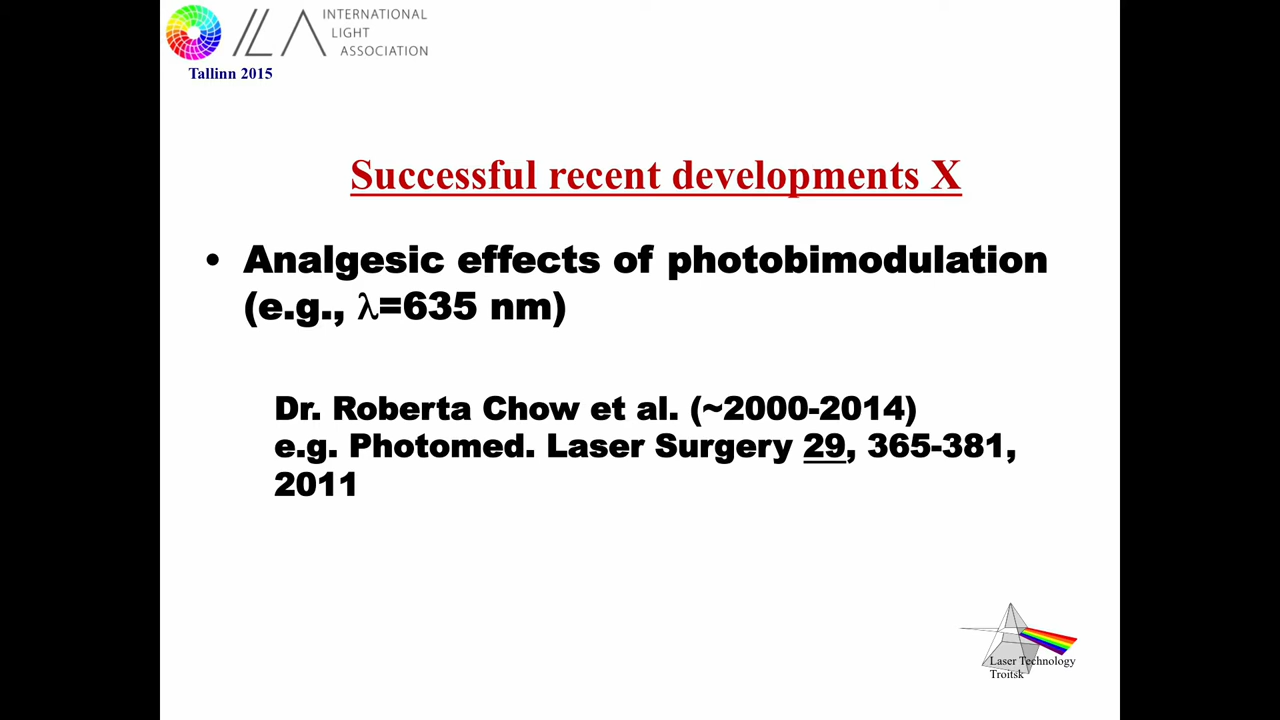 INTERNATIONAL
LIGHT
ASSOCIATION
Tallinn 2015
Successful recent developments X
• Analgesic effects of photobimodulation
(e.g., λ=635 nm)
Dr. Roberta Chow et al. (~2000-2014)
e.g. Photomed. Laser Surgery 29, 365-381,
2011
Laser Technology
Troitsk